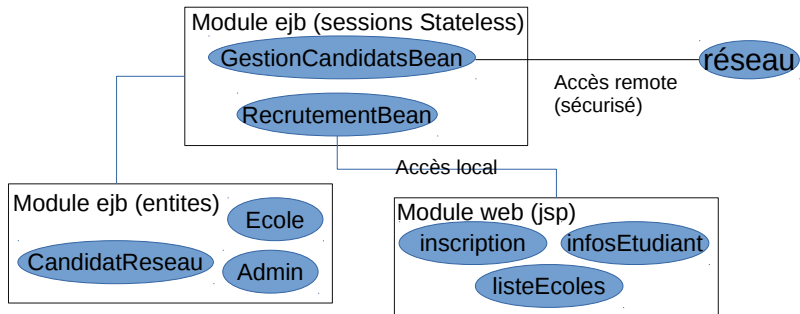 Module ejb (sessions Stateless)
GestionCandidatsBean
réseau
Accès remote
(sécurisé)
RecrutementBean
Accès local
Module ejb (entites)
Ecole
CandidatReseau
Admin
Module web (jsp)
inscription
infosEtudiant
listeEcoles